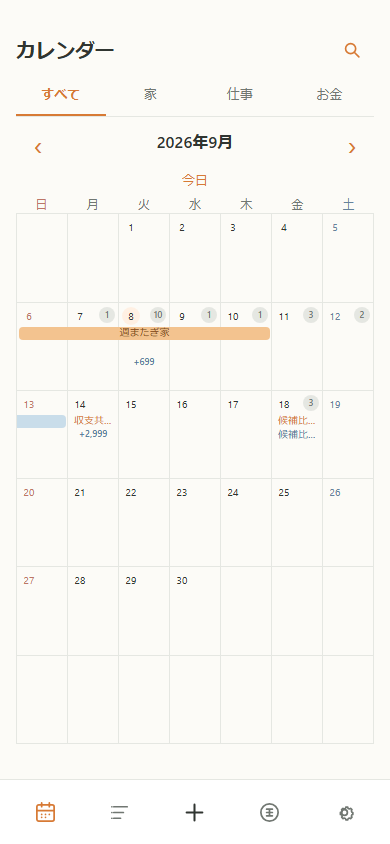 カレンダー
すべて 家 仕事 お金
‹ 2026年9月 ›
今日
日 月 火 水 木 金 土
1 2 3 4 5
6 7 1 8 10 9 1 10 1 11 3 12 2
週またぎ家
+699
13 14 15 16 17 18 3 19
収支共... 候補比...
+2,999 候補比...
20 21 22 23 24 25 26
27 28 29 30